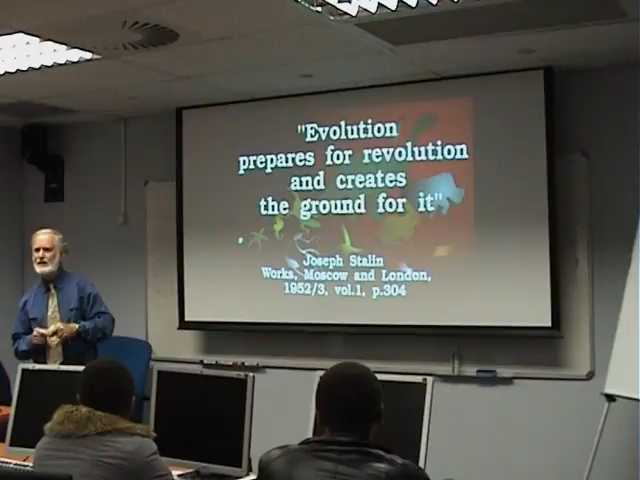 "Evolution
prepares for revolution
and creates
the ground for it"
Joseph Stalin
Works, Moscow and London,
1952/3, vol.1, p.304